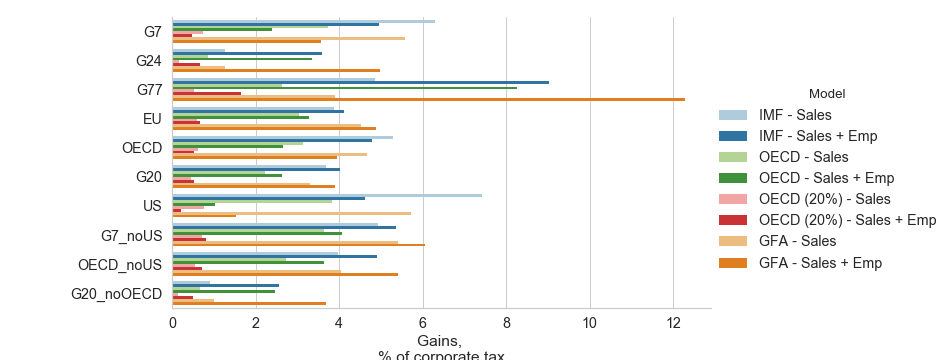 G7
G24
G77
EU
OECD
G20
US
G7_noUS
OECD_noUS
G20_noOECD
0 2 4 6 8 10 12
Gains,
% of corporate tax
Model
IMF - Sales
IMF - Sales + Emp
OECD - Sales
OECD - Sales + Emp
OECD (20%) - Sales
OECD (20%) - Sales + Emp
GFA - Sales
GFA - Sales + Emp